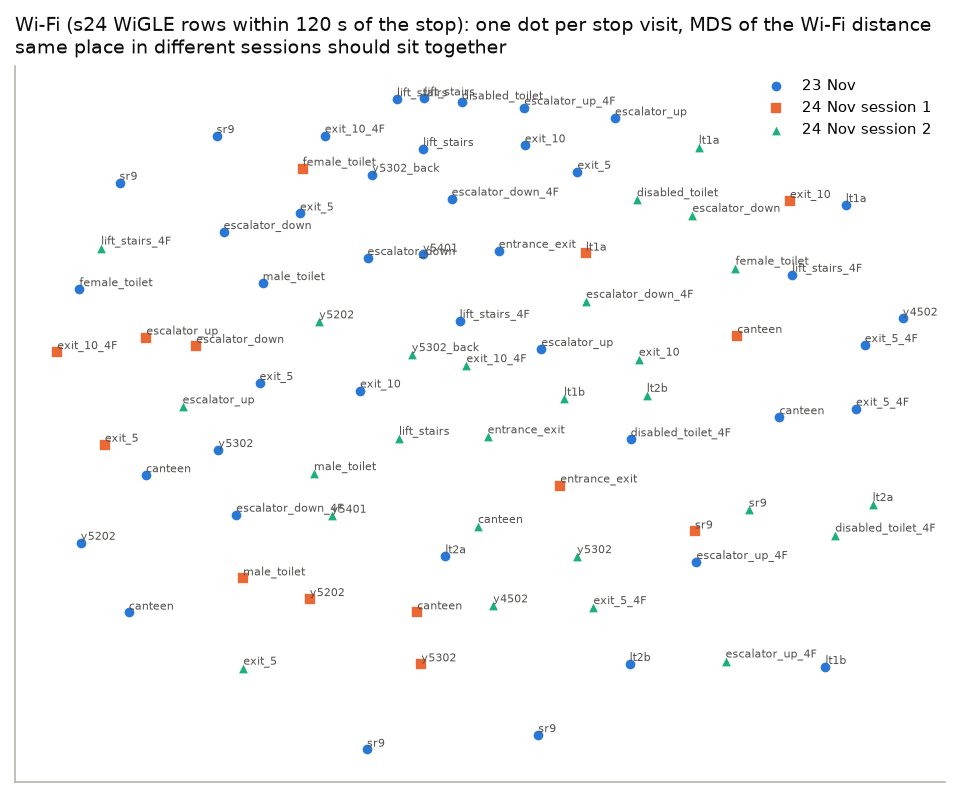 Wi-Fi (s24 WiGLE rows within 120 s of the stop): one dot per stop visit, MDS of the Wi-Fi distance
same place in different sessions should sit together
23 Nov
24 Nov session 1
24 Nov session 2
lift_stairs
lift_stairs
disabled_toilet
escalator_up_4F
escalator_up
sr9
exit_10_4F
lift_stairs
exit_10
lt1a
female_toilet
y5302_back
exit_5
sr9
escalator_down_4F
disabled_toilet
exit_10
lt1a
exit_5
escalator_down
escalator_down
lift_stairs_4F
escalator_down
y5401
entrance_exit
lt1a
female_toilet
lift_stairs_4F
female_toilet
male_toilet
escalator_down_4F
y5202
lift_stairs_4F
y4502
escalator_up
escalator_down
canteen
exit_10_4F
y5302_back
exit_10_4F
escalator_up
exit_10
exit_5_4F
exit_5
exit_10
escalator_up
lt1b
lt2b
canteen
exit_5_4F
exit_5
y5302
lift_stairs
entrance_exit
disabled_toilet_4F
canteen
male_toilet
entrance_exit
escalator_down_4F
y5401
canteen
sr9
sr9
lt2a
disabled_toilet_4F
y5202
lt2a
y5302
escalator_up_4F
male_toilet
y5202
canteen
canteen
y4502
exit_5_4F
exit_5
y5302
lt2b
escalator_up_4F
lt1b
sr9
sr9